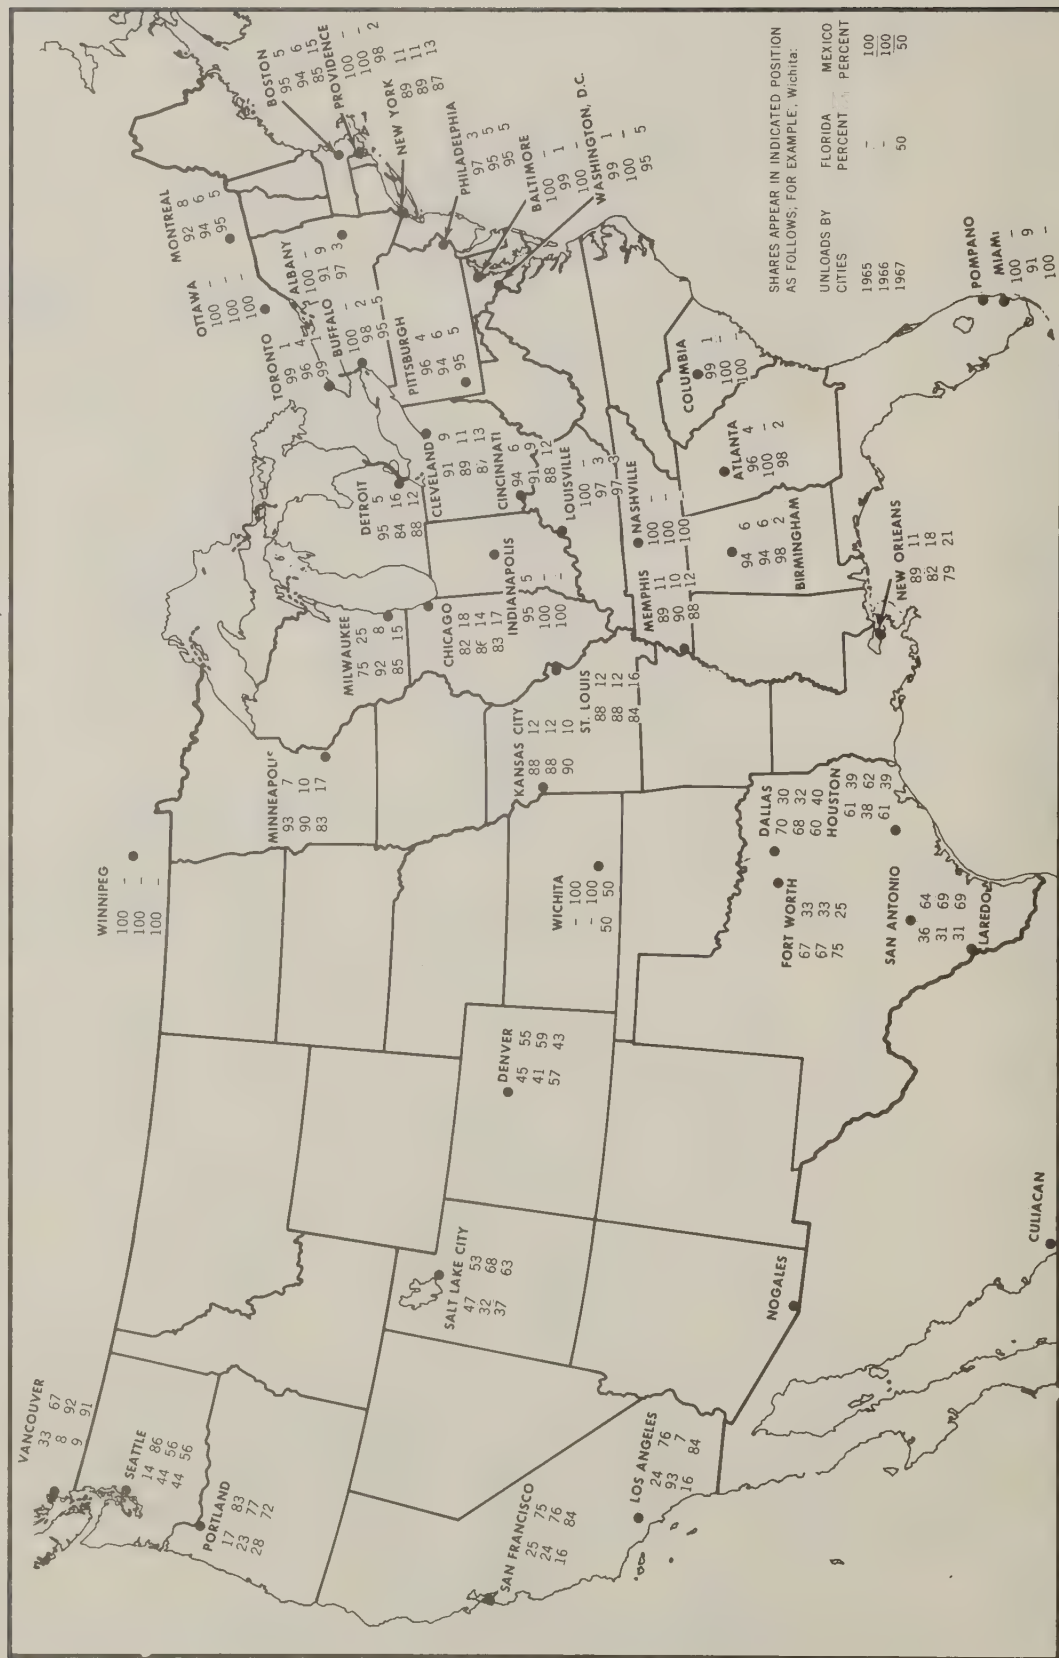 VANCOUVER
33 67
8 92
9 91
SEATTLE
14 86
44 56
44 56
PORTLAND
17 83
23 77
28 72
SAN FRANCISCO
25 75
24 76
16 84
LOS ANGELES
24 76
93 7
16 84
SALT LAKE CITY
47 53
32 68
37 63
NOGALES
CULIACAN
DENVER
45 55
41 59
57 43
WINNIPEG
100 -
100 -
100 -
WICHITA
- 100
- 100
50 50
FORT WORTH
67 33
67 33
75 25
DALLAS
70 30
68 32
60 40
HOUSTON
61 39
38 62
61 39
SAN ANTONIO
36 64
31 69
31 69
LAREDO
MINNEAPOLIS
93 7
90 10
83 17
KANSAS CITY
88 12
88 12
90 10
ST. LOUIS
88 12
88 12
84 16
MILWAUKEE
75 25
92 8
85 15
CHICAGO
82 18
86 14
83 17
INDIANAPOLIS
95 5
100 -
100 -
MEMPHIS
89 11
90 10
88 12
NASHVILLE
100 -
100 -
100 -
LOUISVILLE
100 -
97 3
97 3
CINCINNATI
94 6
91 9
88 12
CLEVELAND
91 9
89 11
87 13
DETROIT
95 5
84 16
88 12
BIRMINGHAM
94 6
94 6
98 2
NEW ORLEANS
89 11
82 18
79 21
ATLANTA
96 4
100 -
98 2
COLUMBIA
99 1
100 -
100 -
PITTSBURGH
96 4
94 6
95 5
BUFFALO
100 -
98 2
95 5
TORONTO
99 1
96 4
99 1
OTTAWA
100 -
100 -
100 -
MONTREAL
92 8
94 6
95 5
ALBANY
100 -
91 9
97 3
BOSTON
95 5
94 6
85 15
PROVIDENCE
100 -
100 -
98 2
NEW YORK
89 11
89 11
87 13
PHILADELPHIA
97 3
95 5
95 5
BALTIMORE
100 -
99 1
100 -
WASHINGTON, D.C.
99 1
100 -
95 5
POMPANO
MIAMI
100 -
91 9
100 -
SHARES APPEAR IN INDICATED POSITION
AS FOLLOWS; FOR EXAMPLE, Wichita:
UNLOADS BY FLORIDA MEXICO
CITIES PERCENT PERCENT
1965 - 100
1966 - 100
1967 50 50